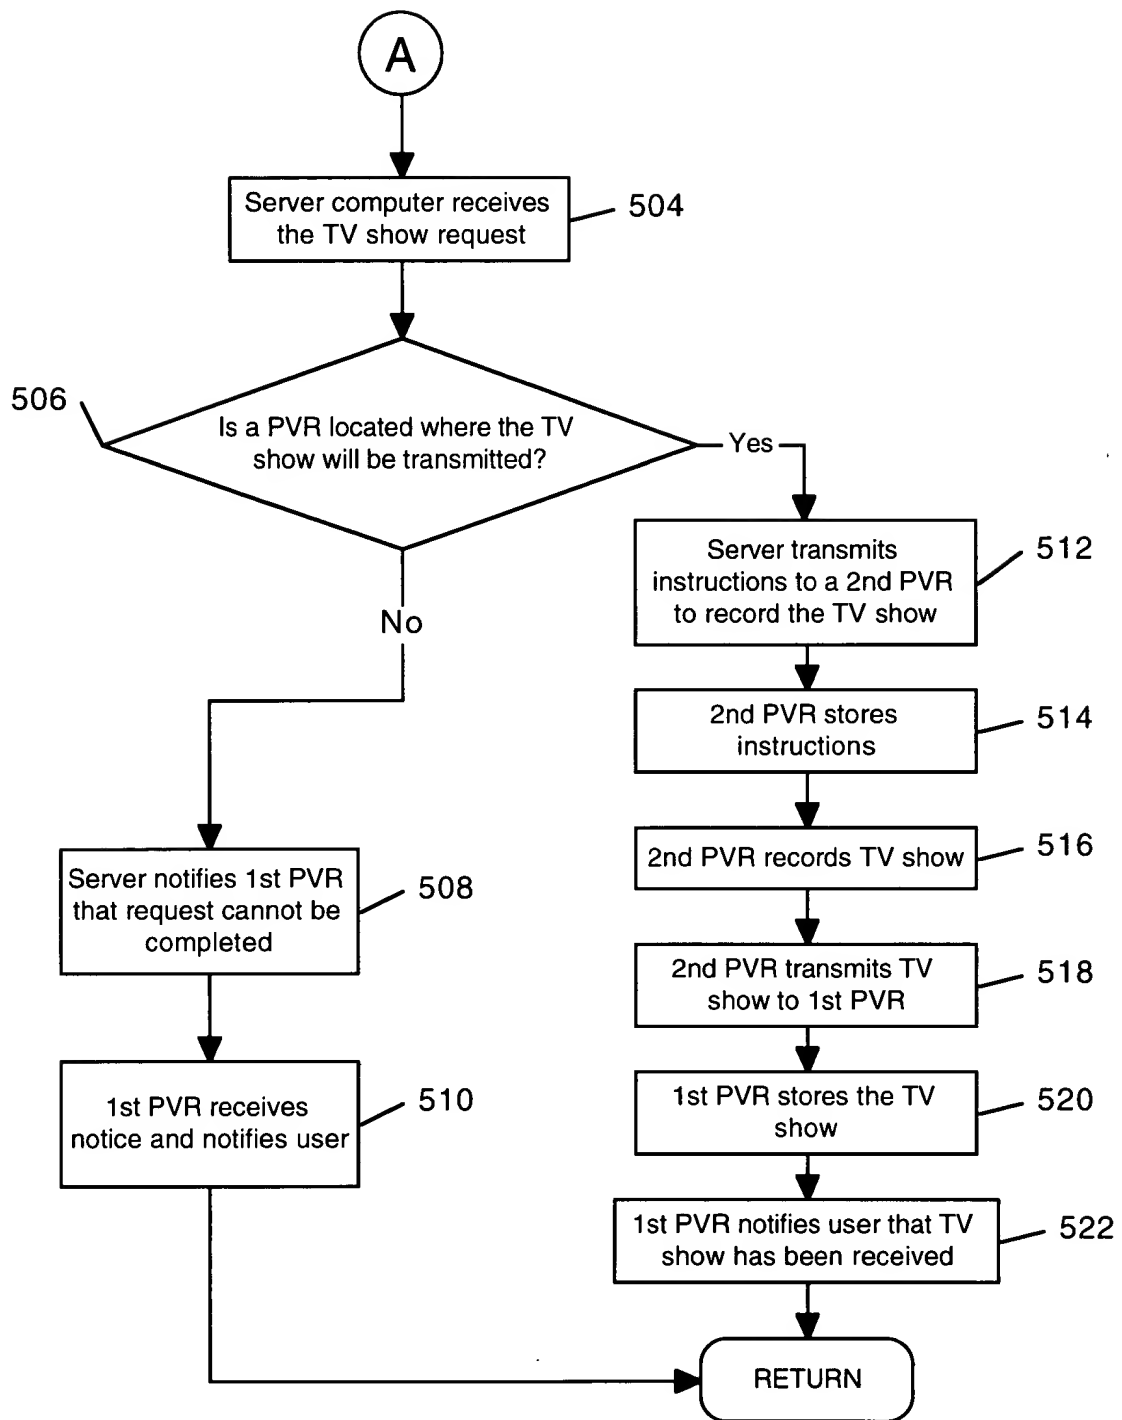 A
Server computer receives
the TV show request
504
506
Is a PVR located where the TV
show will be transmitted?
Yes
No
Server transmits
instructions to a 2nd PVR
to record the TV show
512
2nd PVR stores
instructions
514
2nd PVR records TV show
516
2nd PVR transmits TV
show to 1st PVR
518
1st PVR stores the TV
show
520
1st PVR notifies user that TV
show has been received
522
Server notifies 1st PVR
that request cannot be
completed
508
1st PVR receives
notice and notifies user
510
RETURN